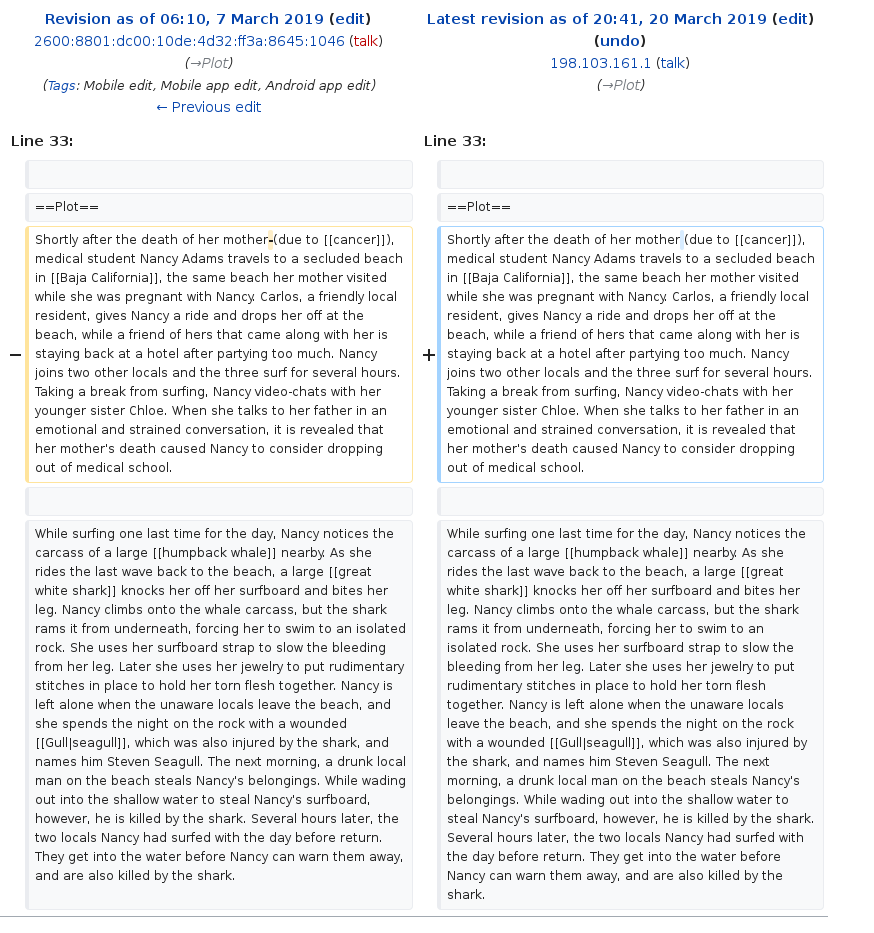 Revision as of 06:10, 7 March 2019 (edit)
2600:8801:dc00:10de:4d32:ff3a:8645:1046 (talk)
(→Plot)
(Tags: Mobile edit, Mobile app edit, Android app edit)
← Previous edit
Latest revision as of 20:41, 20 March 2019 (edit)
(undo)
198.103.161.1 (talk)
(→Plot)
Line 33:
Line 33:
==Plot==
==Plot==
−
Shortly after the death of her mother-(due to [[cancer]]),
medical student Nancy Adams travels to a secluded beach
in [[Baja California]], the same beach her mother visited
while she was pregnant with Nancy. Carlos, a friendly local
resident, gives Nancy a ride and drops her off at the
beach, while a friend of hers that came along with her is
staying back at a hotel after partying too much. Nancy
joins two other locals and the three surf for several hours.
Taking a break from surfing, Nancy video-chats with her
younger sister Chloe. When she talks to her father in an
emotional and strained conversation, it is revealed that
her mother's death caused Nancy to consider dropping
out of medical school.
+
Shortly after the death of her mother (due to [[cancer]]),
medical student Nancy Adams travels to a secluded beach
in [[Baja California]], the same beach her mother visited
while she was pregnant with Nancy. Carlos, a friendly local
resident, gives Nancy a ride and drops her off at the
beach, while a friend of hers that came along with her is
staying back at a hotel after partying too much. Nancy
joins two other locals and the three surf for several hours.
Taking a break from surfing, Nancy video-chats with her
younger sister Chloe. When she talks to her father in an
emotional and strained conversation, it is revealed that
her mother's death caused Nancy to consider dropping
out of medical school.
While surfing one last time for the day, Nancy notices the
carcass of a large [[humpback whale]] nearby. As she
rides the last wave back to the beach, a large [[great
white shark]] knocks her off her surfboard and bites her
leg. Nancy climbs onto the whale carcass, but the shark
rams it from underneath, forcing her to swim to an isolated
rock. She uses her surfboard strap to slow the bleeding
from her leg. Later she uses her jewelry to put rudimentary
stitches in place to hold her torn flesh together. Nancy is
left alone when the unaware locals leave the beach, and
she spends the night on the rock with a wounded
[[Gull|seagull]], which was also injured by the shark, and
names him Steven Seagull. The next morning, a drunk local
man on the beach steals Nancy's belongings. While wading
out into the shallow water to steal Nancy's surfboard,
however, he is killed by the shark. Several hours later, the
two locals Nancy had surfed with the day before return.
They get into the water before Nancy can warn them away,
and are also killed by the shark.
While surfing one last time for the day, Nancy notices the
carcass of a large [[humpback whale]] nearby. As she
rides the last wave back to the beach, a large [[great
white shark]] knocks her off her surfboard and bites her
leg. Nancy climbs onto the whale carcass, but the shark
rams it from underneath, forcing her to swim to an
isolated rock. She uses her surfboard strap to slow the
bleeding from her leg. Later she uses her jewelry to put
rudimentary stitches in place to hold her torn flesh
together. Nancy is left alone when the unaware locals
leave the beach, and she spends the night on the rock
with a wounded [[Gull|seagull]], which was also injured by
the shark, and names him Steven Seagull. The next
morning, a drunk local man on the beach steals Nancy's
belongings. While wading out into the shallow water to
steal Nancy's surfboard, however, he is killed by the shark.
Several hours later, the two locals Nancy had surfed with
the day before return. They get into the water before
Nancy can warn them away, and are also killed by the
shark.